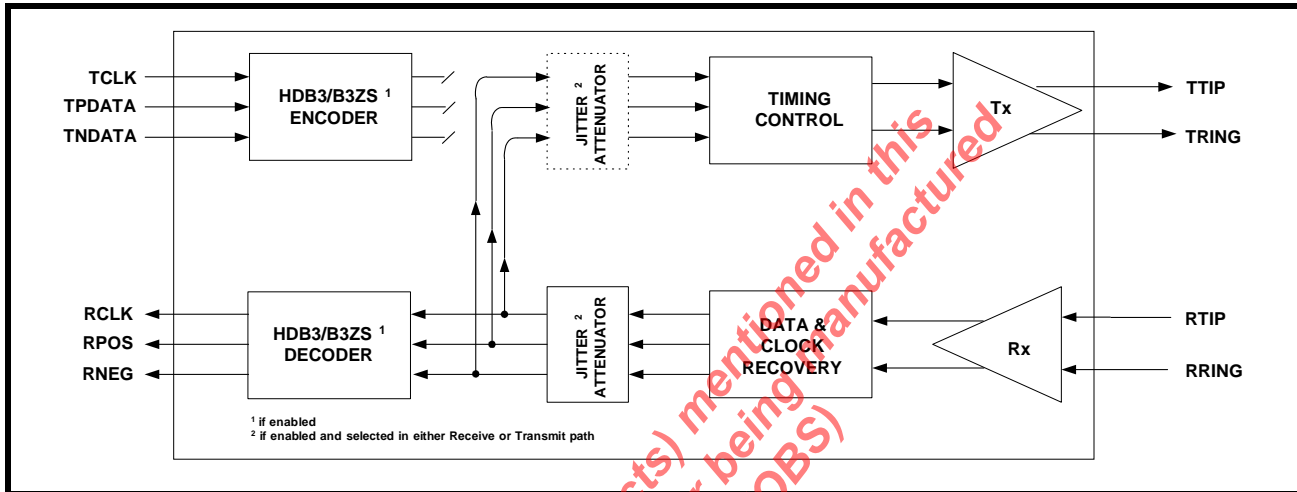 TCLK
TPDATA
TNDATA
HDB3/B3ZS 1
ENCODER
JITTER 2
ATTENUATOR
TIMING
CONTROL
Tx
TTIP
TRING
RCLK
RPOS
RNEG
HDB3/B3ZS 1
DECODER
JITTER 2
ATTENUATOR
DATA &
CLOCK
RECOVERY
Rx
RTIP
RRING
1 if enabled
2 if enabled and selected in either Receive or Transmit path
mentioned in this
being manufactured
OBS)